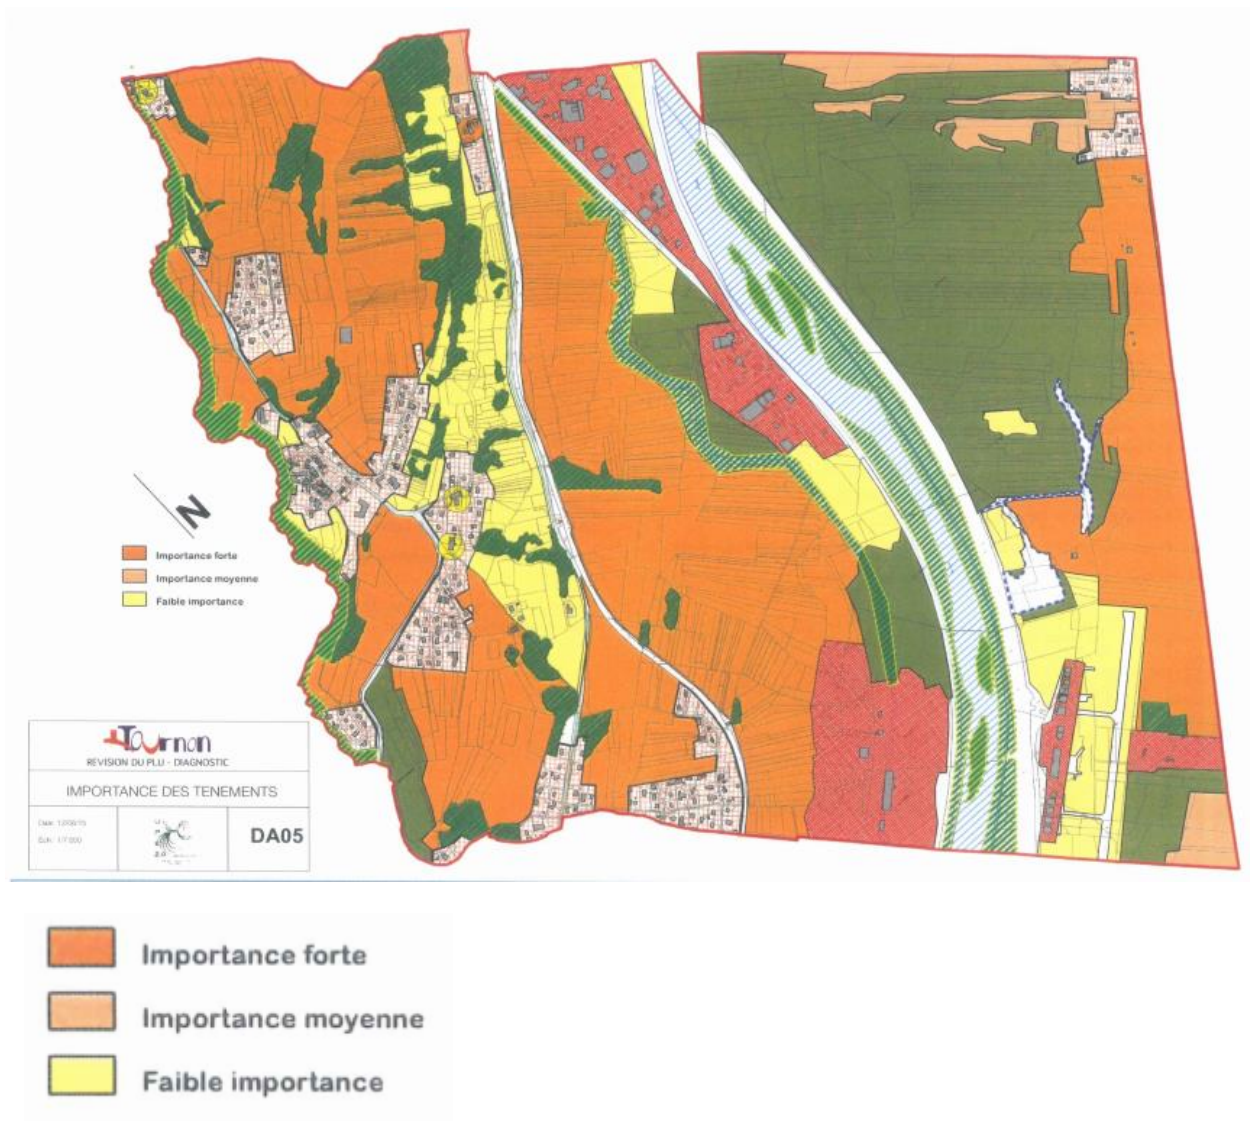 N
Importance forte
Importance moyenne
Faible importance
Tournon
REVISION DU PLU - DIAGNOSTIC
IMPORTANCE DES TENEMENTS
DA05
Importance forte
Importance moyenne
Faible importance